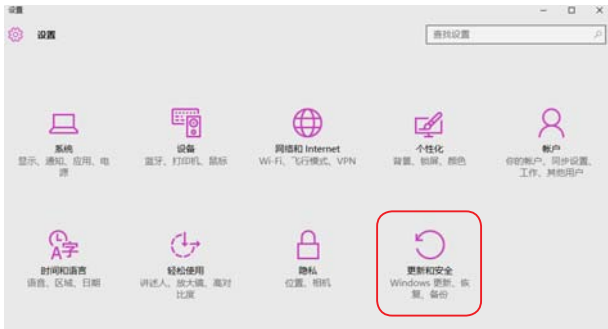 设置
设置
查找设置
系统
显示、通知、应用、电
源
设备
蓝牙、打印机、鼠标
网络和 Internet
Wi-Fi、飞行模式、VPN
个性化
背景、锁屏、颜色
帐户
你的帐户、同步设置、
工作、其他用户
A字
时间和语言
语音、区域、日期
轻松使用
讲述人、放大镜、高对
比度
隐私
位置、相机
更新和安全
Windows 更新、恢
复、备份